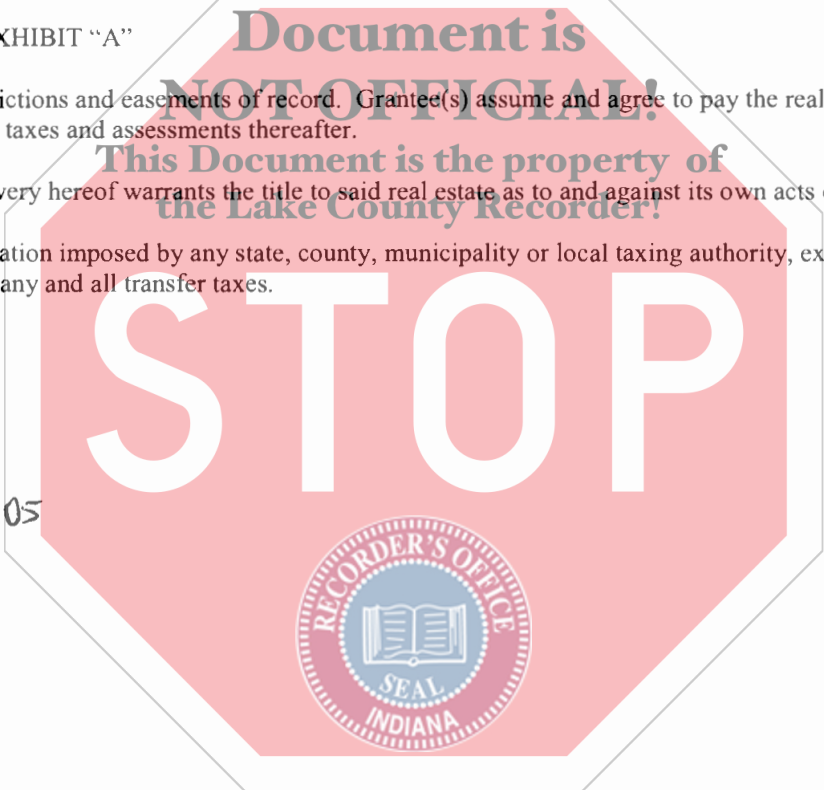 Document is
XHIBIT “A”
NOT OFFICIAL!
ictions and easements of record. Grantee(s) assume and agree to pay the real
taxes and assessments thereafter.
This Document is the property of
very hereof warrants the title to said real estate as to and against its own acts
the Lake County Recorder!
ation imposed by any state, county, municipality or local taxing authority, ex
any and all transfer taxes.
STOP
05
RECORDER'S OFFICE
SEAL
INDIANA